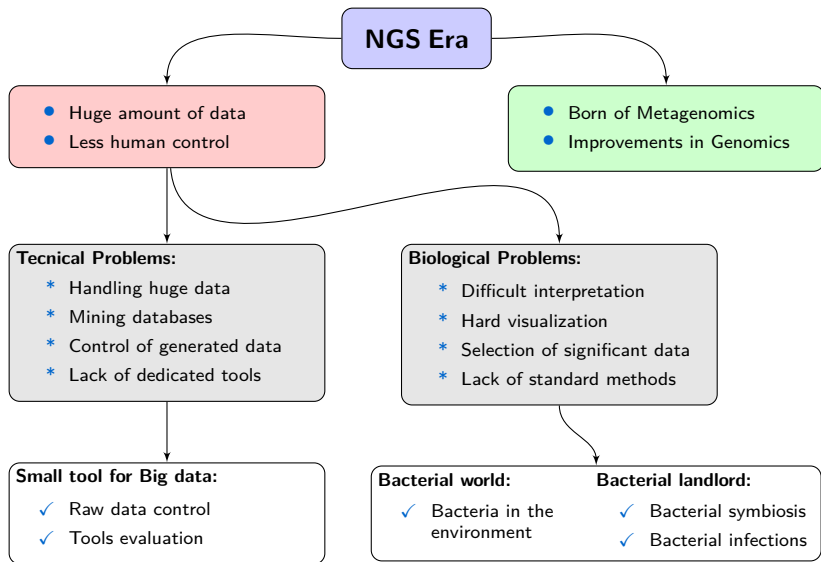 NGS Era
Huge amount of data
Less human control
Born of Metagenomics
Improvements in Genomics
Tecnical Problems:
* Handling huge data
* Mining databases
* Control of generated data
* Lack of dedicated tools
Biological Problems:
* Difficult interpretation
* Hard visualization
* Selection of significant data
* Lack of standard methods
Small tool for Big data:
✓ Raw data control
✓ Tools evaluation
Bacterial world:
✓ Bacteria in the
environment
Bacterial landlord:
✓ Bacterial symbiosis
✓ Bacterial infections